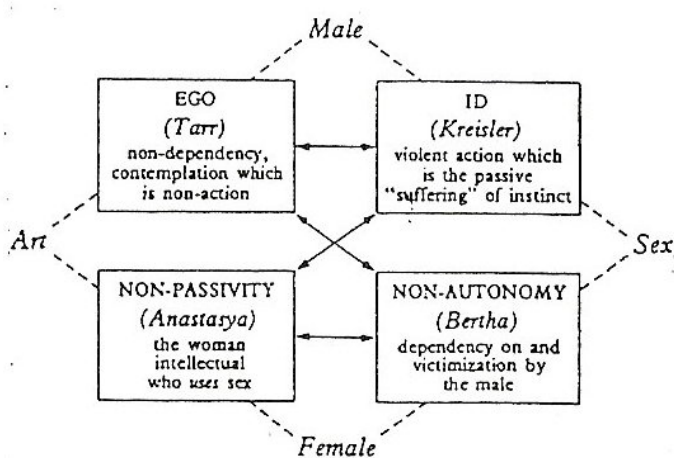 Male
EGO
(Tarr)
non-dependency,
contemplation which
is non-action
ID
(Kreisler)
violent action which
is the passive
"suffering" of instinct
Art
Sex
NON-PASSIVITY
(Anastasya)
the woman
intellectual
who uses sex
NON-AUTONOMY
(Bertha)
dependency on and
victimization by
the male
Female